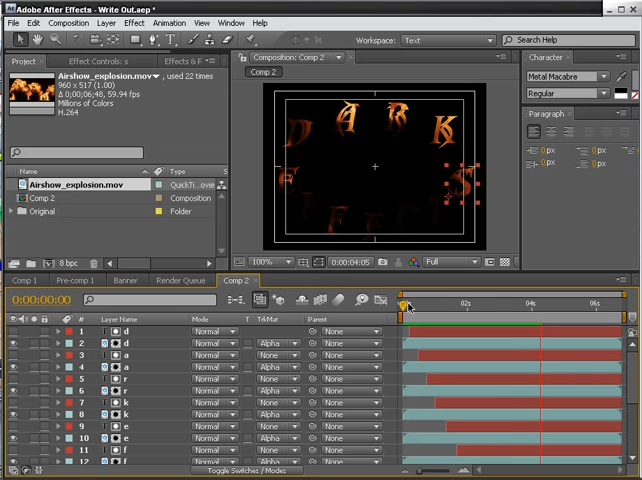 Adobe After Effects - Write Out.aep *
File Edit Composition Layer Effect Animation View Window Help
Workspace: Text Search Help
Project Effect Controls: Effects &
Airshow_explosion.mov , used 22 times
960 x 517 (1.00)
Δ 0;00;06;48, 59.94 fps
Millions of Colors
H.264
Name Type
Airshow_explosion.mov QuickTi...ovie
Comp 2 Composition
Original Folder
8 bpc
Composition: Comp 2
Comp 2
D A R K
F S
F F E C T
100% 0;00;04;05 Full
Character
Metal Macabre
Regular
Paragraph
0 px 0 px
0 px
0 px 0 px
Comp 1 Pre-comp 1 Banner Render Queue Comp 2
0:00:00:00 02s 04s 06s
# Layer Name Mode T TrkMat Parent
1 T d Normal None
2 d Normal Alpha None
3 T a Normal None
4 a Normal Alpha None
5 T r Normal None
6 r Normal Alpha None
7 T k Normal None
8 k Normal Alpha None
9 T e Normal None
10 e Normal Alpha None
11 T f Normal None
12 f Normal Alpha None
Toggle Switches / Modes